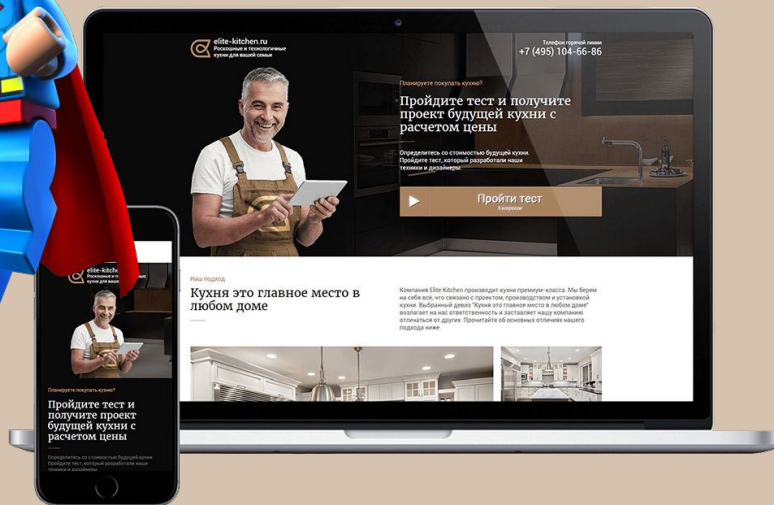 elite-kitchen.ru
Роскошные и технологичные
кухни для вашей семьи
Телефон горячей линии
+7 (495) 104-66-86
Планируете покупать кухню?
Пройдите тест и получите
проект будущей кухни с
расчетом цены
Определитесь со стоимостью будущей кухни.
Пройдите тест, который разработали наши
техники и дизайнеры
Пройти тест
Наш подход
Кухня это главное место в
любом доме
Компания Elite Kitchen производит кухни премиум-класса. Мы берем
на себя всё, что связано с проектом, производством и установкой
кухни. Выбранный девиз "Кухня это главное место в любом доме"
возлагает на нас ответственность и заставляет нашу компанию
отличаться от других. Прочитайте об основных отличиях нашего
подхода ниже.
elite-kitche
Роскошные и
кухни для ваше
Планируете покупать кухню?
Пройдите тест и
получите проект
будущей кухни с
расчетом цены
Определитесь со стоимостью будущей кухни
Пройдите тест, который разработали наши
техники и дизайнеры